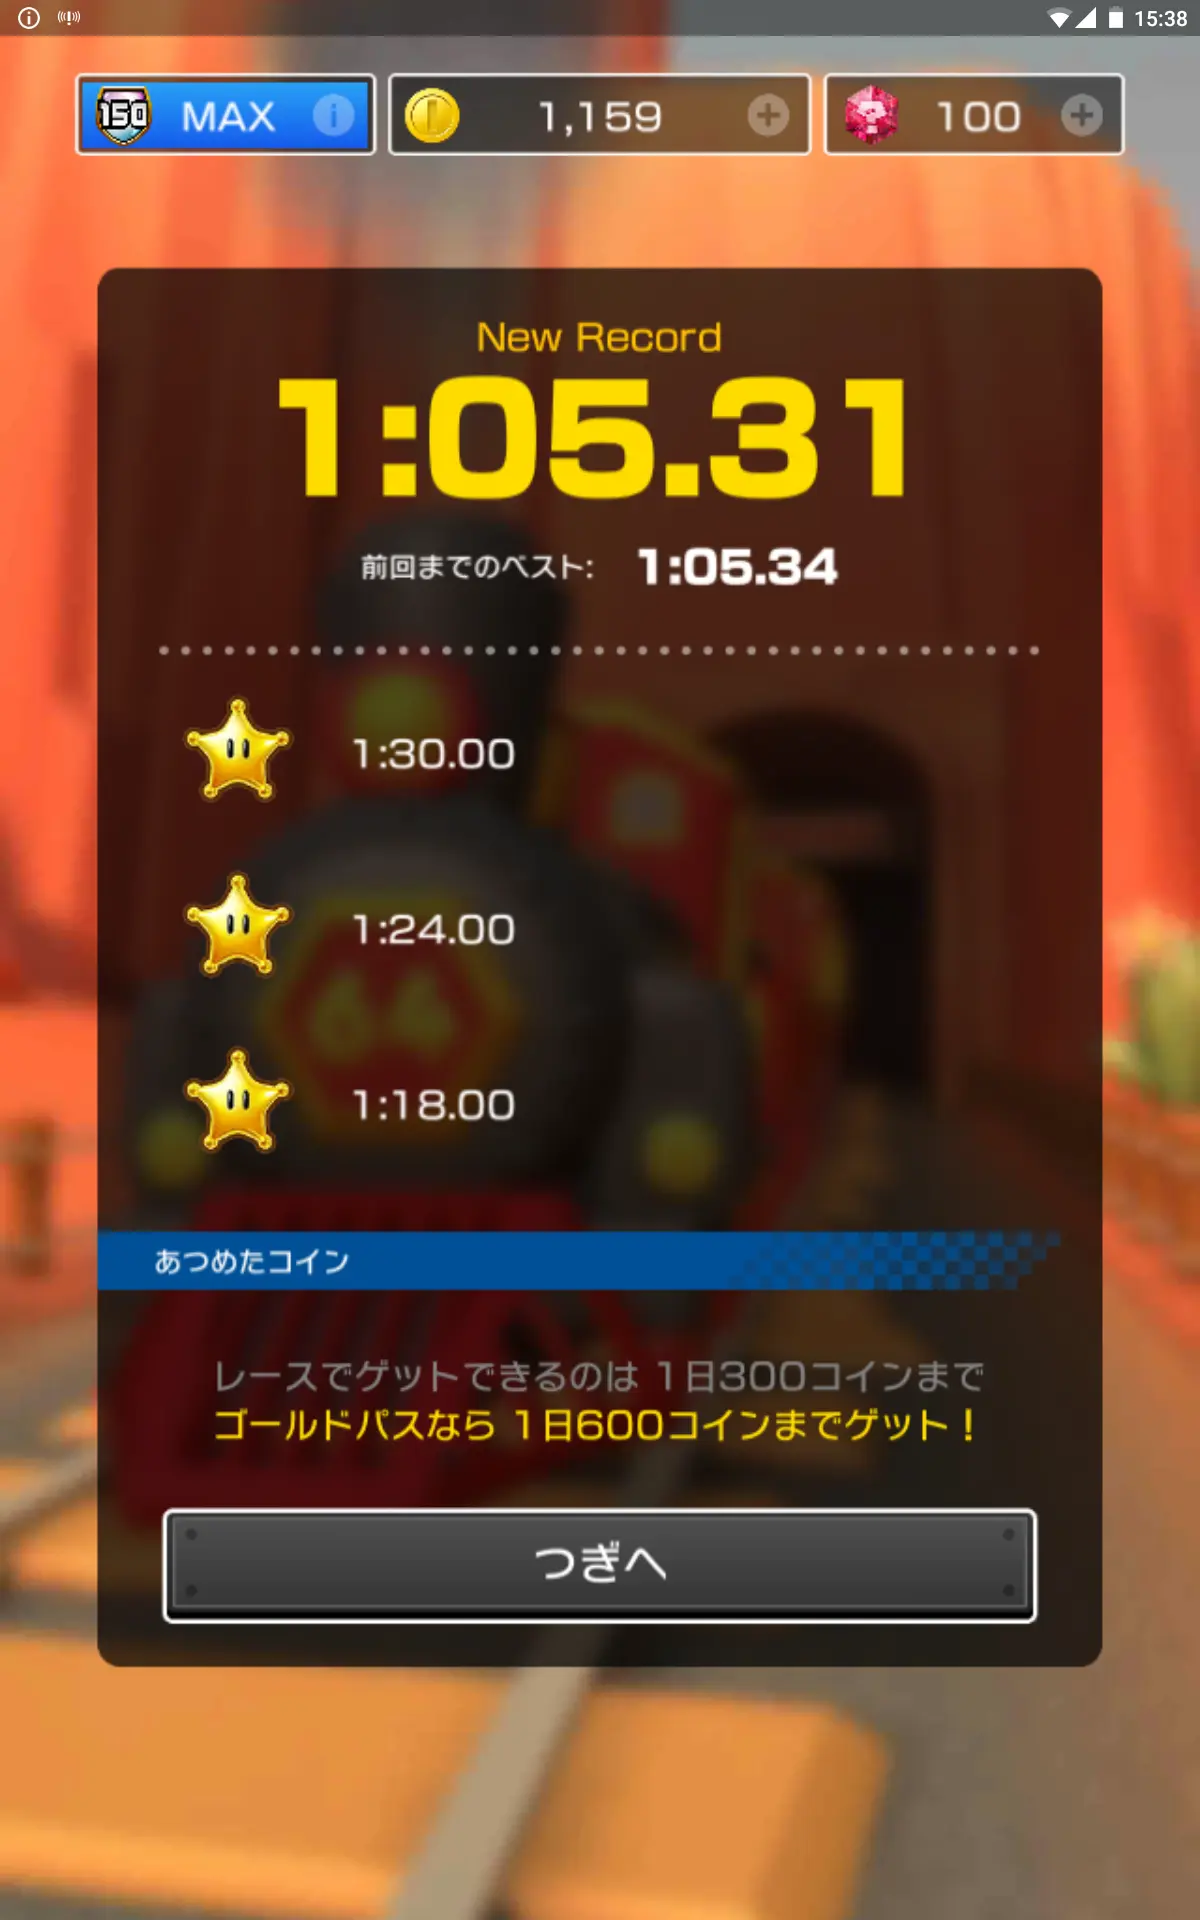 15:38
150 MAX i 1,159 + 100 +
New Record
1:05.31
前回までのベスト: 1:05.34
1:30.00
1:24.00
64
1:18.00
あつめたコイン
レースでゲットできるのは 1日300コインまで
ゴールドパスなら 1日600コインまでゲット！
つぎへ